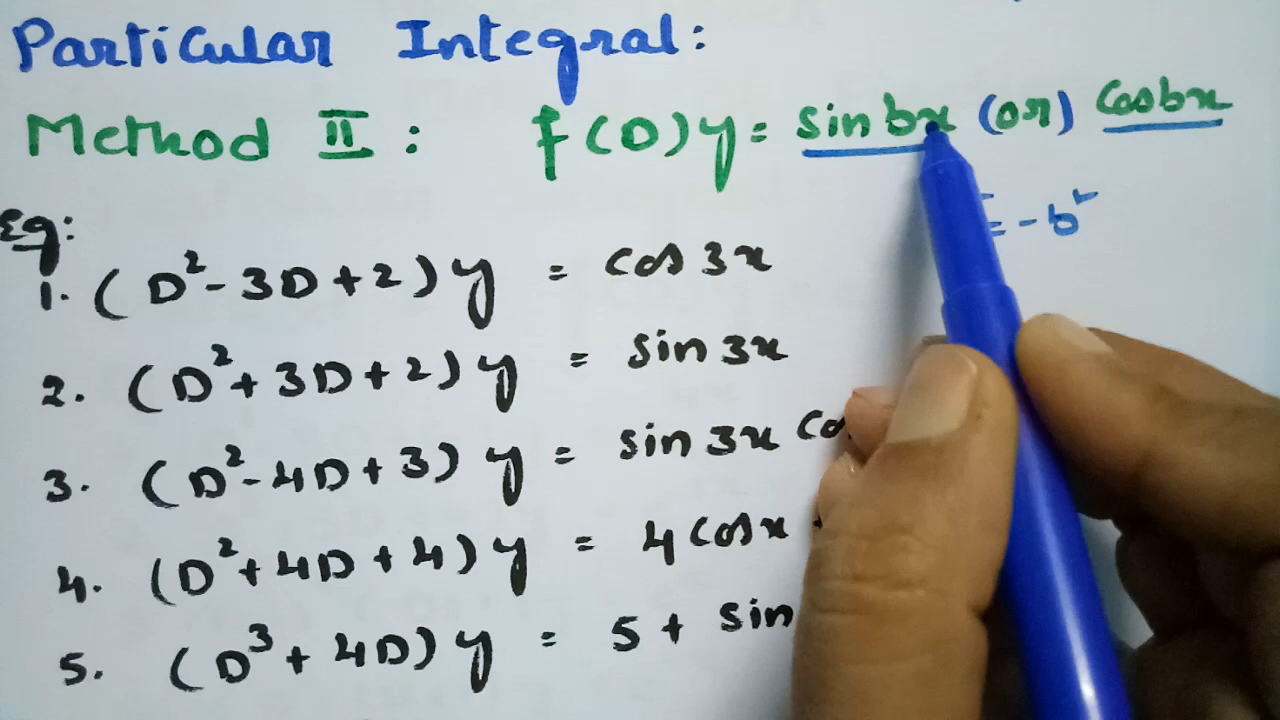 Particular Integral:
Method II : f(D)y = sin bx (or) cos bx
= -b²
Eg:
1. (D² - 3D + 2) y = cos 3x
2. (D² + 3D + 2) y = sin 3x
3. (D² - 4D + 3) y = sin 3x
4. (D² + 4D + 4) y = 4 cos x
5. (D³ + 4D) y = 5 + sin